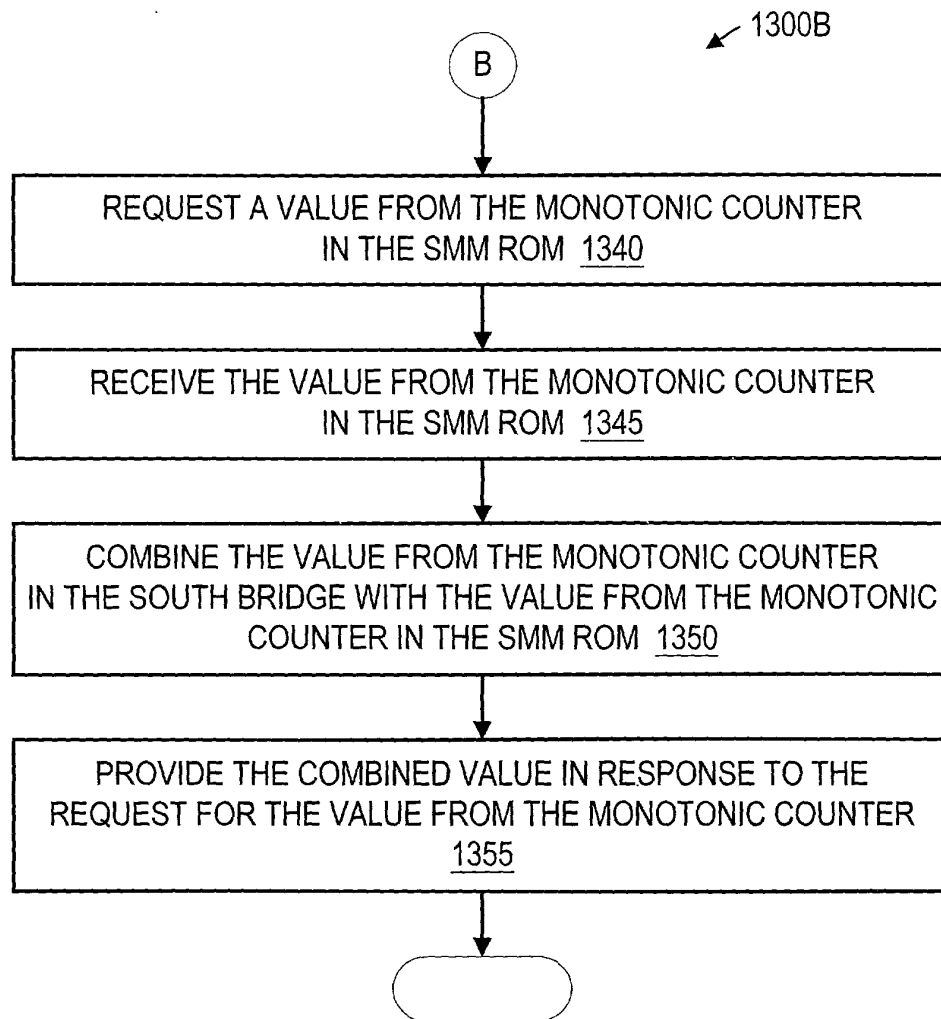 1300B
B
REQUEST A VALUE FROM THE MONOTONIC COUNTER
IN THE SMM ROM 1340
RECEIVE THE VALUE FROM THE MONOTONIC COUNTER
IN THE SMM ROM 1345
COMBINE THE VALUE FROM THE MONOTONIC COUNTER
IN THE SOUTH BRIDGE WITH THE VALUE FROM THE MONOTONIC
COUNTER IN THE SMM ROM 1350
PROVIDE THE COMBINED VALUE IN RESPONSE TO THE
REQUEST FOR THE VALUE FROM THE MONOTONIC COUNTER
1355